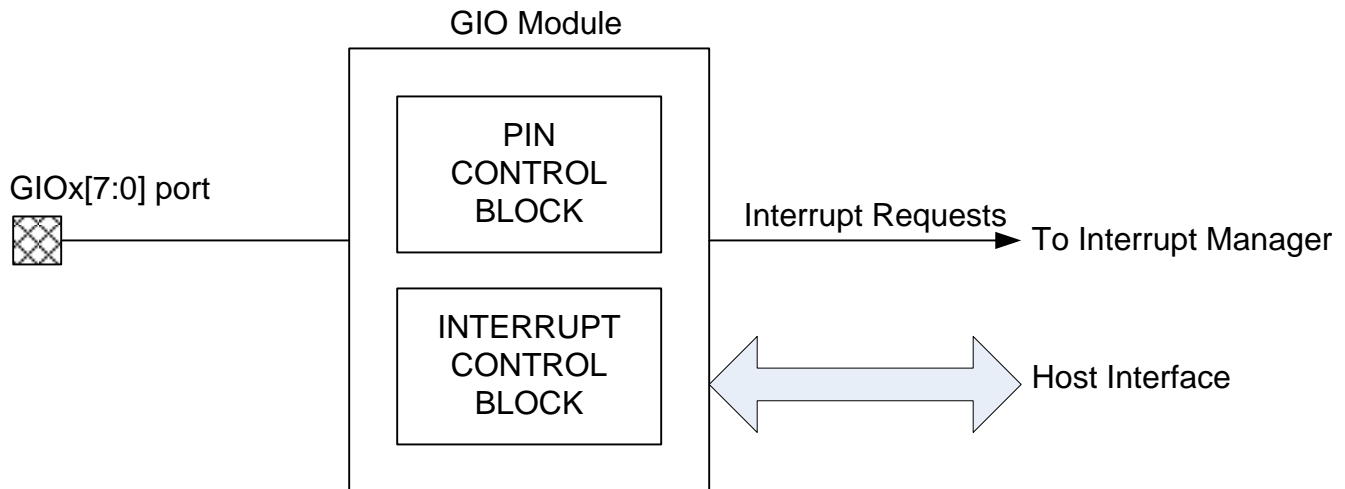 GIO Module
PIN
CONTROL
BLOCK
GIOx[7:0] port
Interrupt Requests
To Interrupt Manager
INTERRUPT
CONTROL
BLOCK
Host Interface